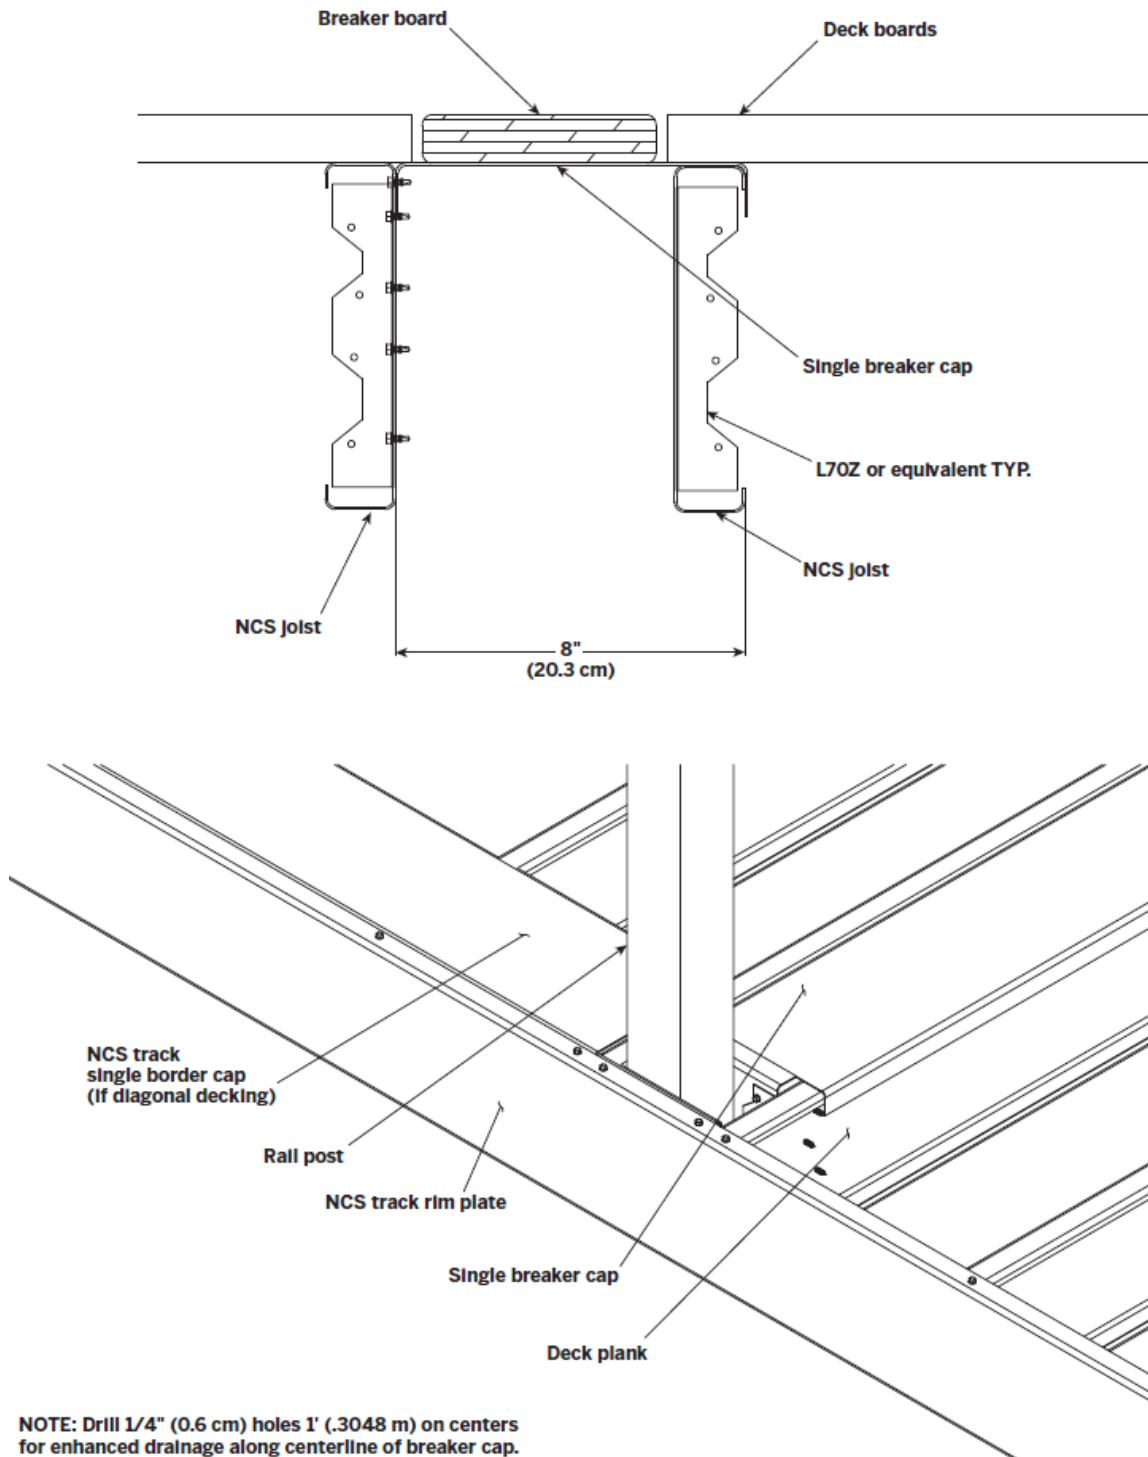 Breaker board
Deck boards
Single breaker cap
L70Z or equivalent TYP.
NCS joist
NCS joist
8"
(20.3 cm)
NCS track
single border cap
(if diagonal decking)
Rail post
NCS track rim plate
Single breaker cap
Deck plank
NOTE: Drill 1/4" (0.6 cm) holes 1' (.3048 m) on centers
for enhanced drainage along centerline of breaker cap.